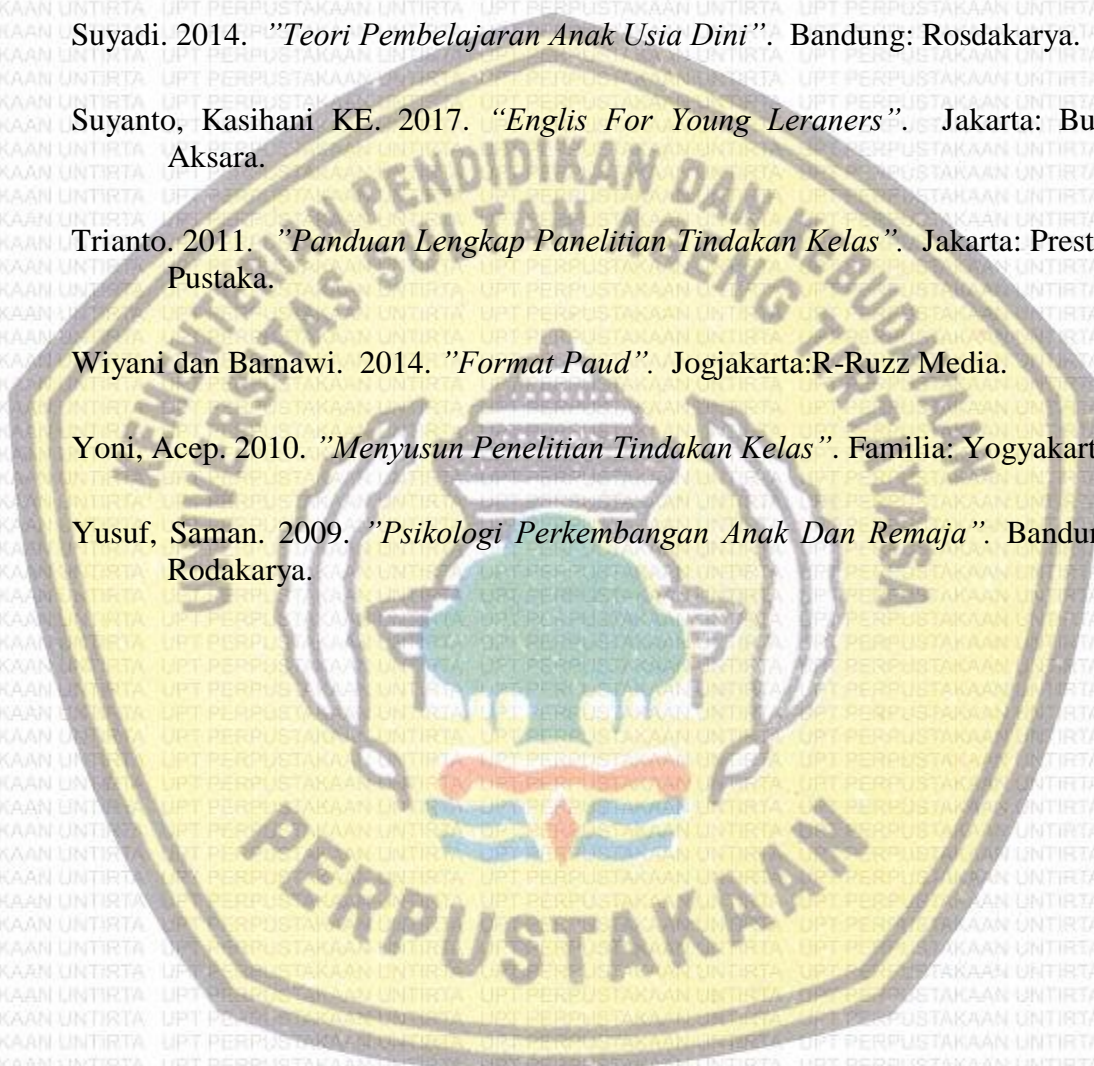 Suyadi. 2014. ”Teori Pembelajaran Anak Usia Dini”. Bandung: Rosdakarya.
Suyanto, Kasihani KE. 2017. “Englis For Young Leraners”. Jakarta: Bu
Aksara.
Trianto. 2011. ”Panduan Lengkap Panelitian Tindakan Kelas”. Jakarta: Prest
Pustaka.
Wiyani dan Barnawi. 2014. ”Format Paud”. Jogjakarta:R-Ruzz Media.
Yoni, Acep. 2010. ”Menyusun Penelitian Tindakan Kelas”. Familia: Yogyakart
Yusuf, Saman. 2009. ”Psikologi Perkembangan Anak Dan Remaja”. Bandun
Rodakarya.
KEMENTERIAN PENDIDIKAN DAN KEBUDAYAAN
UNIVERSITAS SULTAN AGENG TIRTAYASA
PERPUSTAKAAN